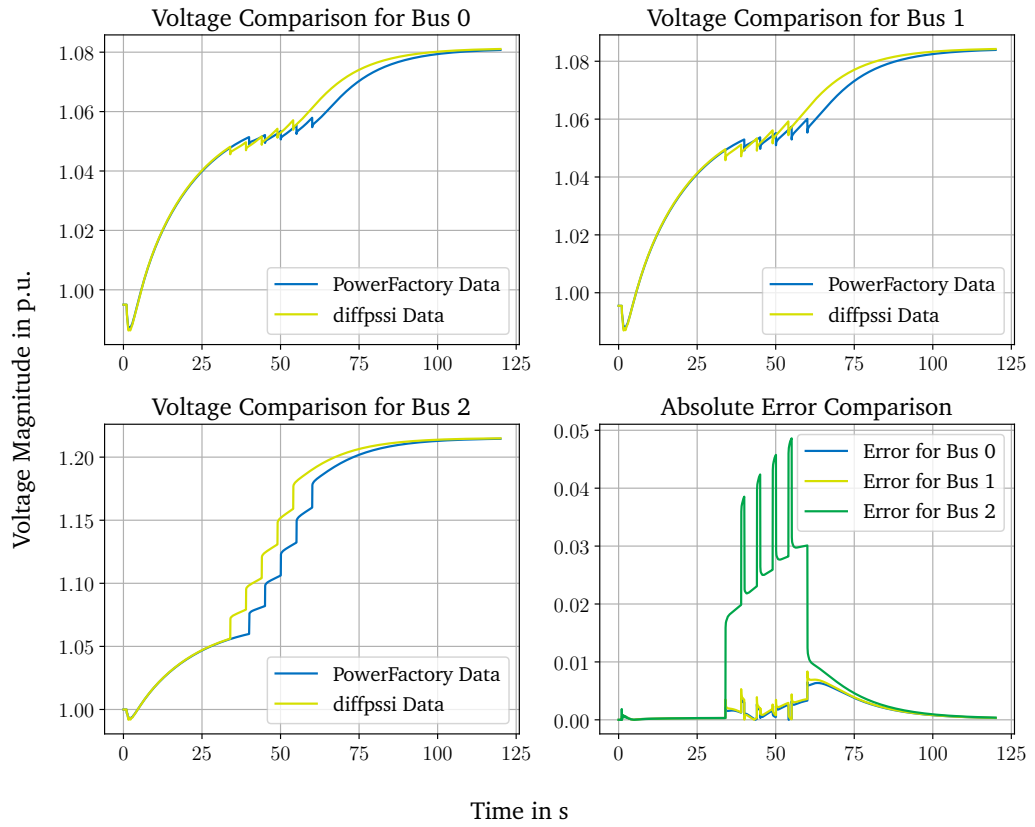 Voltage Comparison for Bus 0
1.08
1.06
1.04
1.02
1.00
0 25 50 75 100 125
PowerFactory Data
diffpssi Data
Voltage Comparison for Bus 1
1.08
1.06
1.04
1.02
1.00
0 25 50 75 100 125
PowerFactory Data
diffpssi Data
Voltage Magnitude in p.u.
Voltage Comparison for Bus 2
1.20
1.15
1.10
1.05
1.00
0 25 50 75 100 125
PowerFactory Data
diffpssi Data
Absolute Error Comparison
0.05
0.04
0.03
0.02
0.01
0.00
0 25 50 75 100 125
Error for Bus 0
Error for Bus 1
Error for Bus 2
Time in s